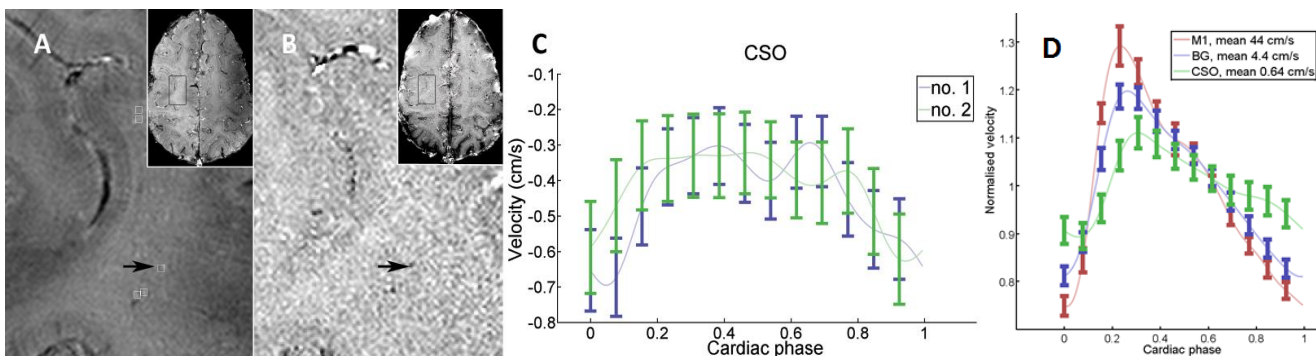 A
B
C
CSO
Velocity (cm/s)
-0.1
-0.2
-0.3
-0.4
-0.5
-0.6
-0.7
-0.8
0
0.2
0.4
0.6
0.8
1
Cardiac phase
no. 1
no. 2
D
M1, mean 44 cm/s
BG, mean 4.4 cm/s
CSO, mean 0.64 cm/s
Normalised velocity
1.3
1.2
1.1
1
0.9
0.8
0
0.2
0.4
0.6
0.8
1
Cardiac phase